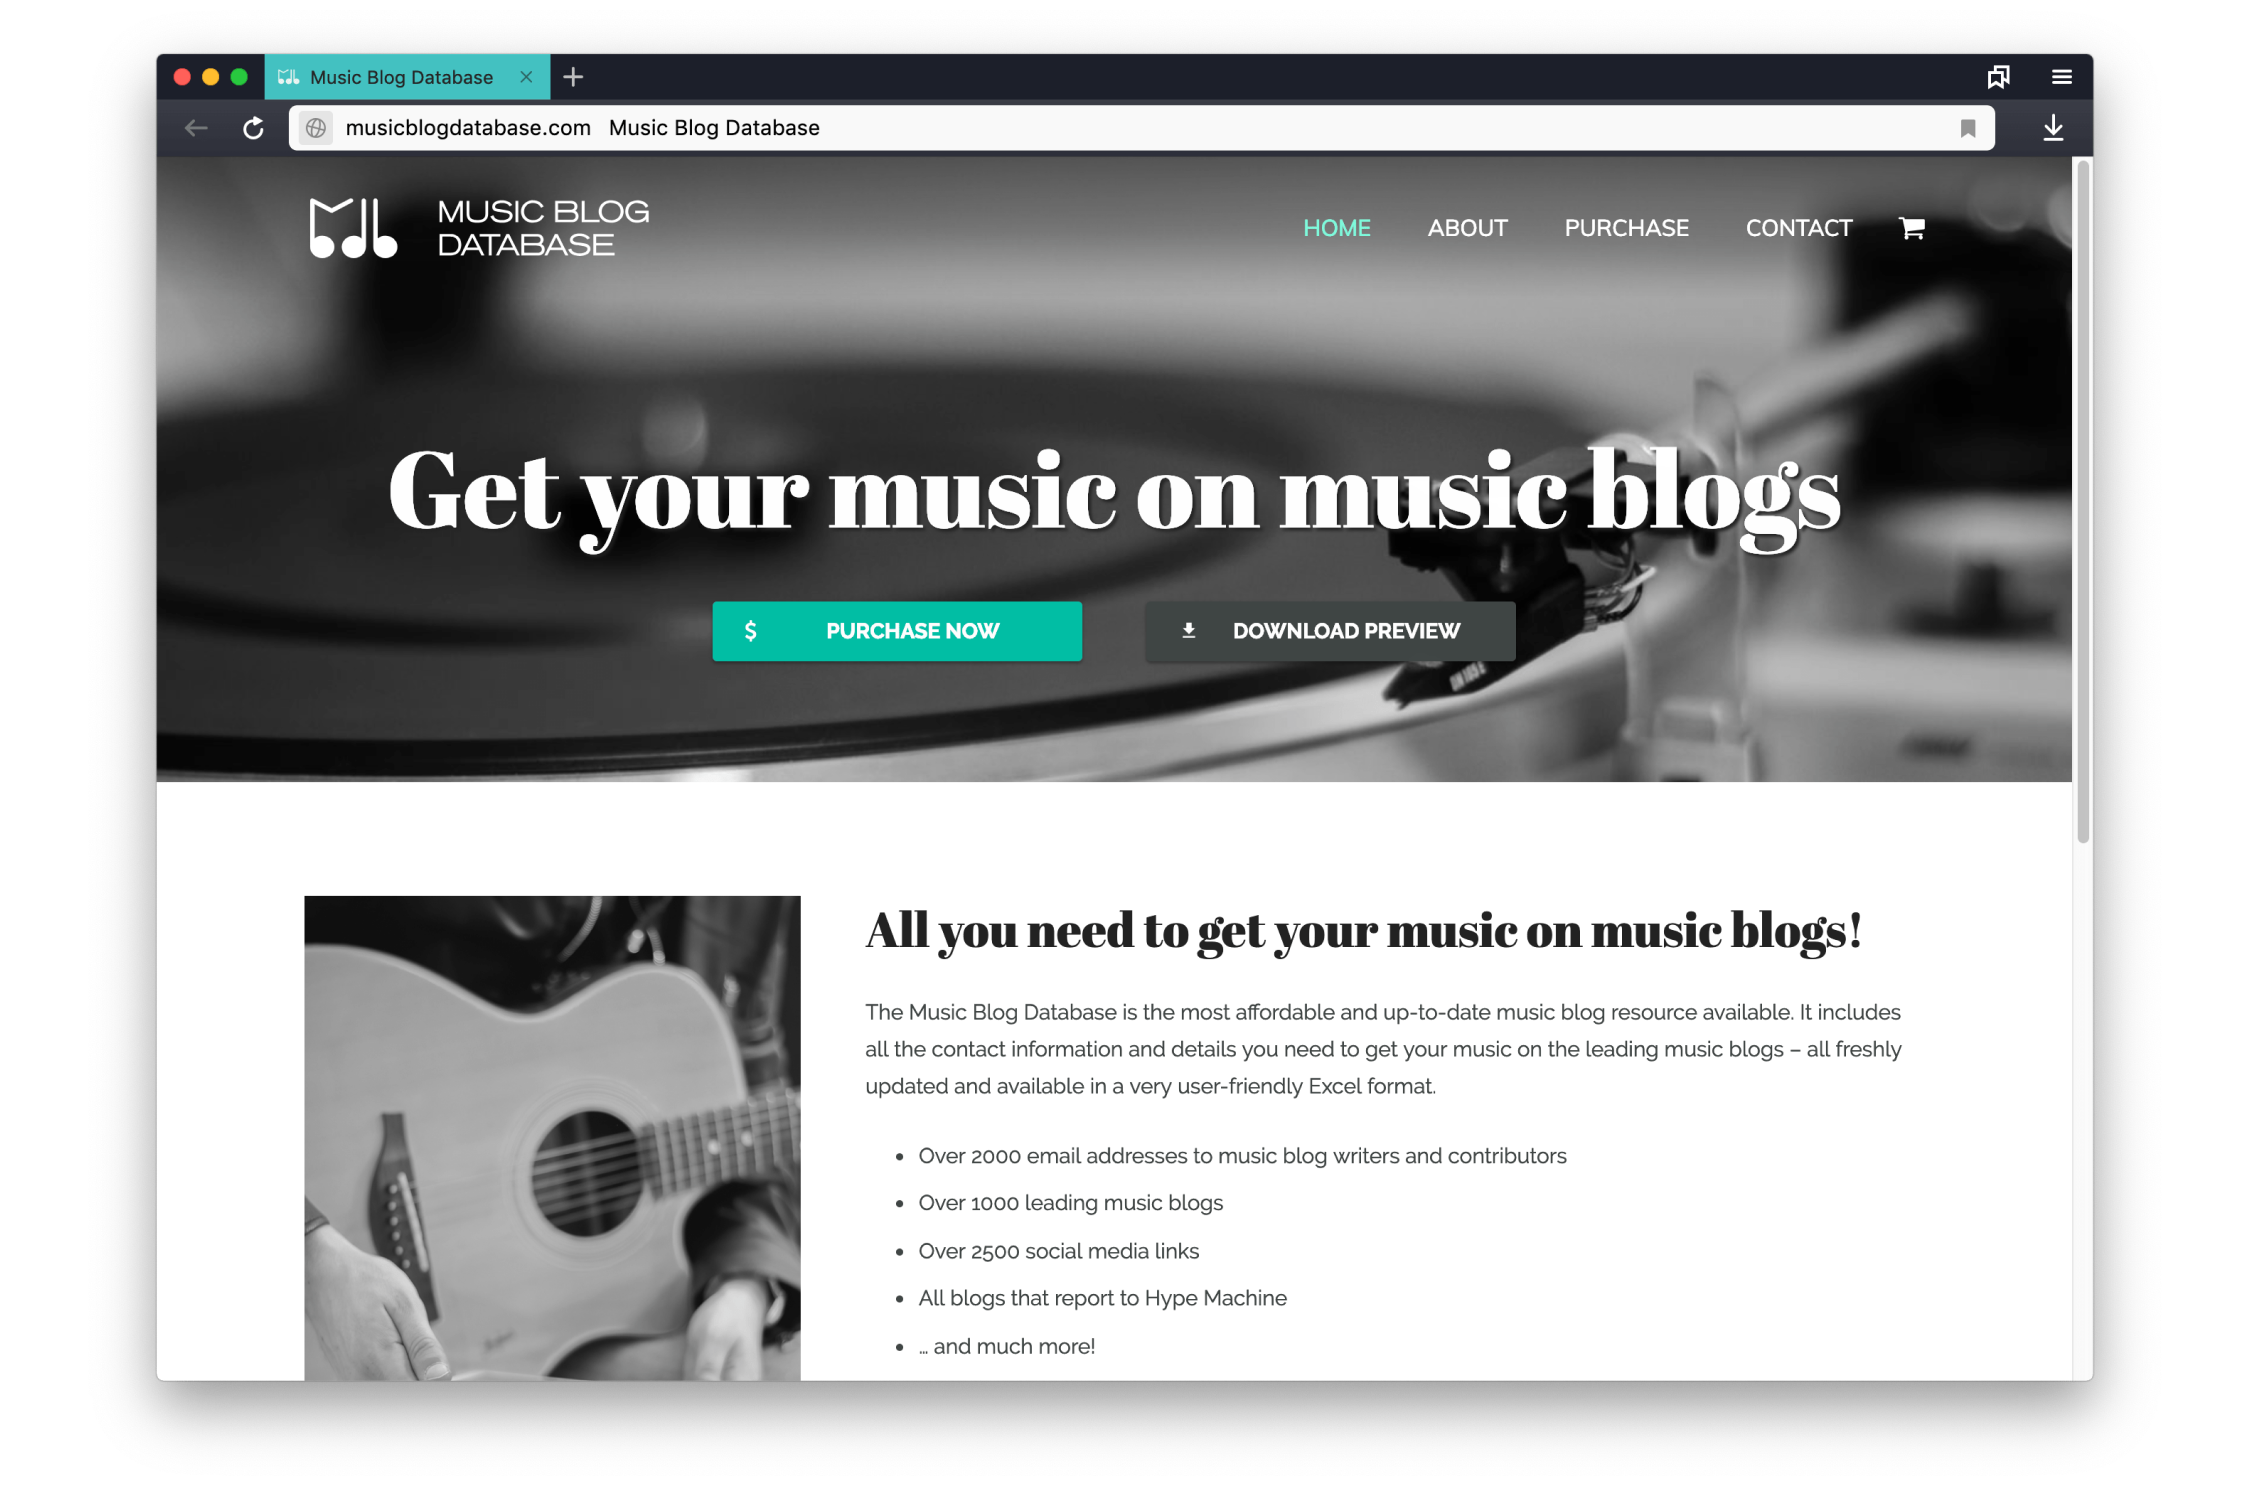 Music Blog Database
musicblogdatabase.com Music Blog Database
MUSIC BLOG
DATABASE
HOME ABOUT PURCHASE CONTACT
Get your music on music blogs
$ PURCHASE NOW DOWNLOAD PREVIEW
All you need to get your music on music blogs!
The Music Blog Database is the most affordable and up-to-date music blog resource available. It includes
all the contact information and details you need to get your music on the leading music blogs – all freshly
updated and available in a very user-friendly Excel format.
• Over 2000 email addresses to music blog writers and contributors
• Over 1000 leading music blogs
• Over 2500 social media links
• All blogs that report to Hype Machine
• … and much more!